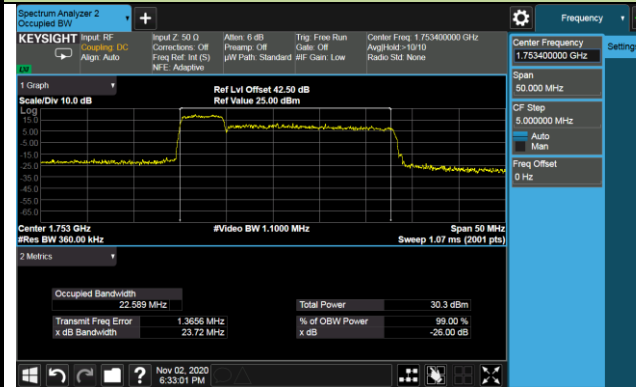 Spectrum Analyzer 2
Occupied BW
+
Frequency
KEYSIGHT Input: RF
Coupling: DC
Align: Auto
Input Z: 50 Ω
Corrections: Off
Freq Ref: Int (S)
NFE: Adaptive
Atten: 6 dB
Preamp: Off
µW Path: Standard
Trig: Free Run
Gate: Off
#IF Gain: Low
Center Freq: 1.753400000 GHz
Avg|Hold:>10/10
Radio Std: None
Center Frequency
1.753400000 GHz
Settings
Span
50.000 MHz
CF Step
5.000000 MHz
Auto
Man
Freq Offset
0 Hz
1 Graph
Scale/Div 10.0 dB
Ref Lvl Offset 42.50 dB
Ref Value 25.00 dBm
Log
15.0
5.00
-5.00
-15.0
-25.0
-35.0
-45.0
-55.0
-65.0
Center 1.753 GHz
#Res BW 360.00 kHz
#Video BW 1.1000 MHz
Span 50 MHz
Sweep 1.07 ms (2001 pts)
2 Metrics
Occupied Bandwidth
22.589 MHz
Total Power 30.3 dBm
Transmit Freq Error 1.3656 MHz
% of OBW Power 99.00 %
x dB Bandwidth 23.72 MHz
x dB -26.00 dB
?
Nov 02, 2020
6:33:01 PM